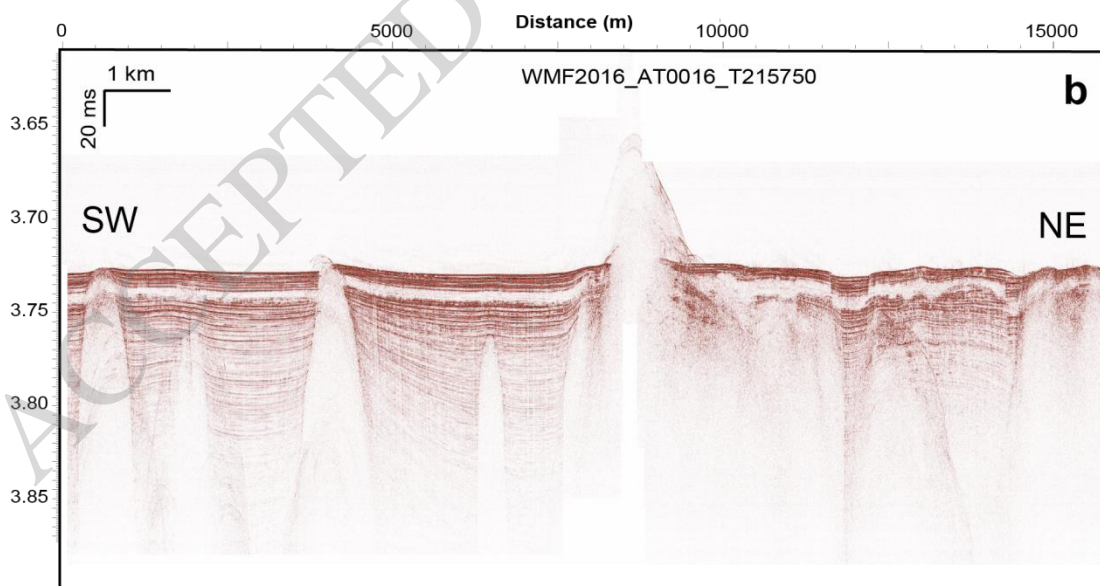 Distance (m)
0 5000 10000 15000
1 km
20 ms
WMF2016_AT0016_T215750
b
3.65
3.70
3.75
3.80
3.85
SW
NE
ACCEPTED